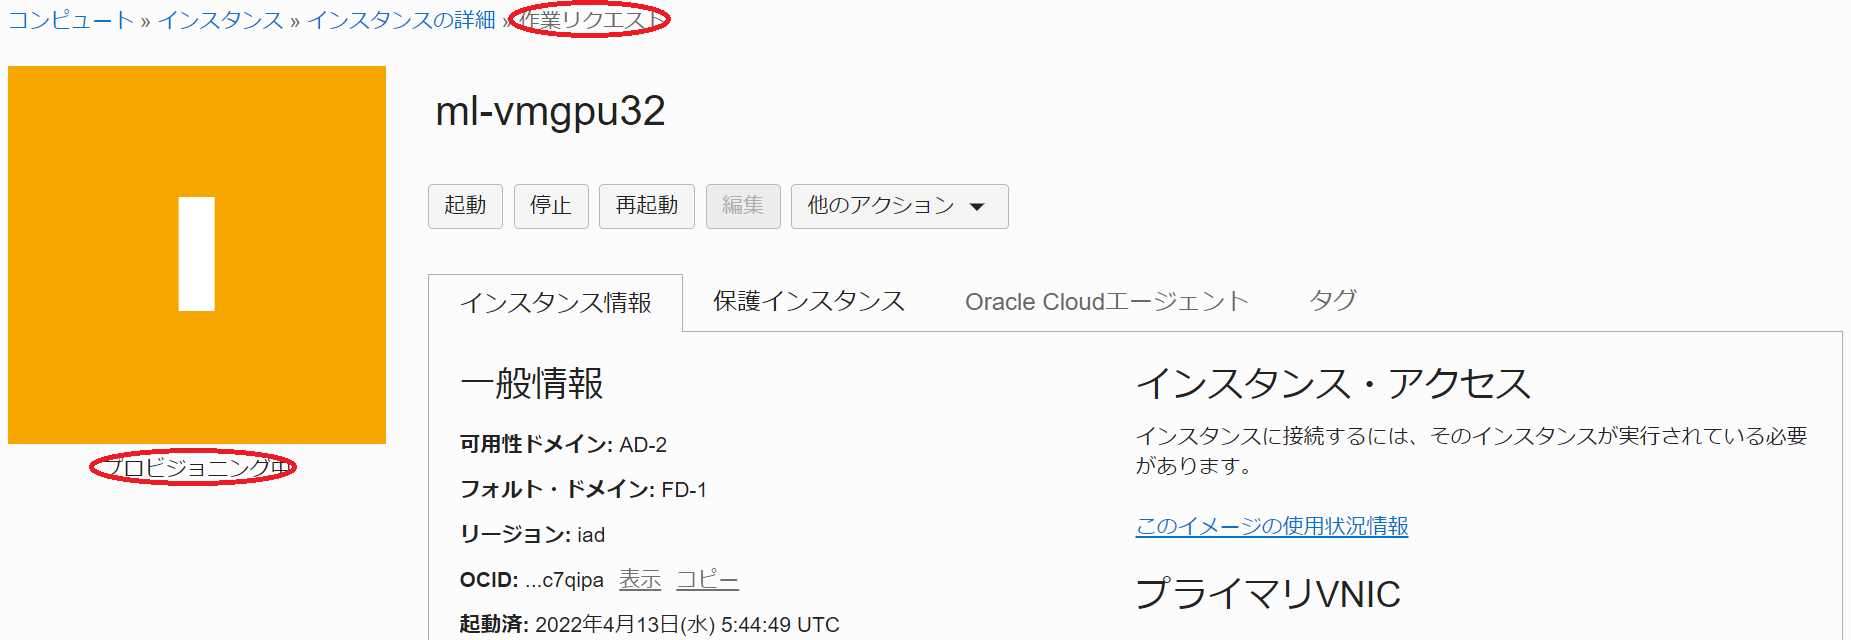 コンピュート » インスタンス » インスタンスの詳細 » 作業リクエスト
ml-vmgpu32
起動 停止 再起動 編集 他のアクション
インスタンス情報 保護インスタンス Oracle Cloudエージェント タグ
プロビジョニング中
一般情報
可用性ドメイン: AD-2
フォルト・ドメイン: FD-1
リージョン: iad
OCID: ...c7qipa 表示 コピー
起動済: 2022年4月13日(水) 5:44:49 UTC
インスタンス・アクセス
インスタンスに接続するには、そのインスタンスが実行されている必要
があります。
このイメージの使用状況情報
プライマリVNIC